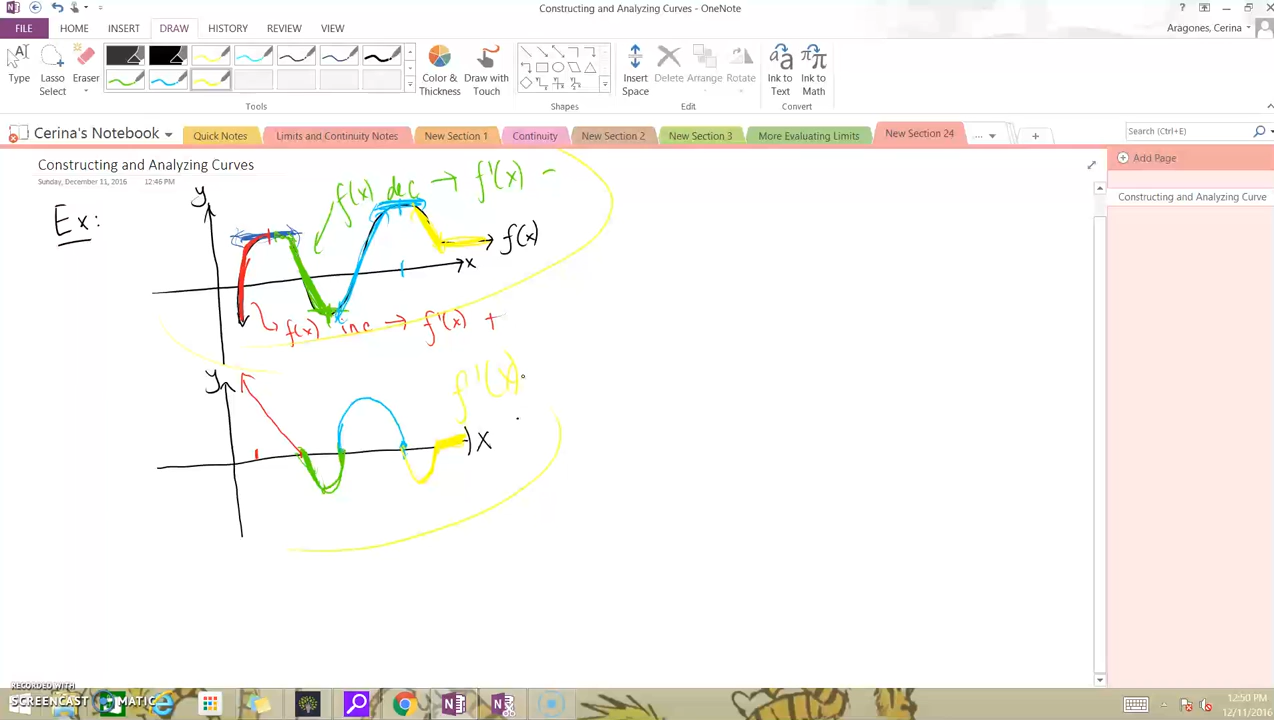 Constructing and Analyzing Curves - OneNote
FILE HOME INSERT DRAW HISTORY REVIEW VIEW
Aragones, Cerina
Type
Lasso Select
Eraser
Color & Thickness
Draw with Touch
Insert Space
Delete
Arrange
Rotate
Ink to Text
Ink to Math
Tools
Shapes
Edit
Convert
Cerina's Notebook
Quick Notes
Limits and Continuity Notes
New Section 1
Continuity
New Section 2
New Section 3
More Evaluating Limits
New Section 24
...
Search (Ctrl+E)
Constructing and Analyzing Curves
Sunday, December 11, 2016 12:46 PM
Add Page
Constructing and Analyzing Curve
Ex:
y
f(x) dec → f'(x) -
f(x)
x
f(x) inc → f'(x) +
y
f'(x)
x
RECORDED WITH
SCREENCAST MATIC
12:50 PM
12/11/2016